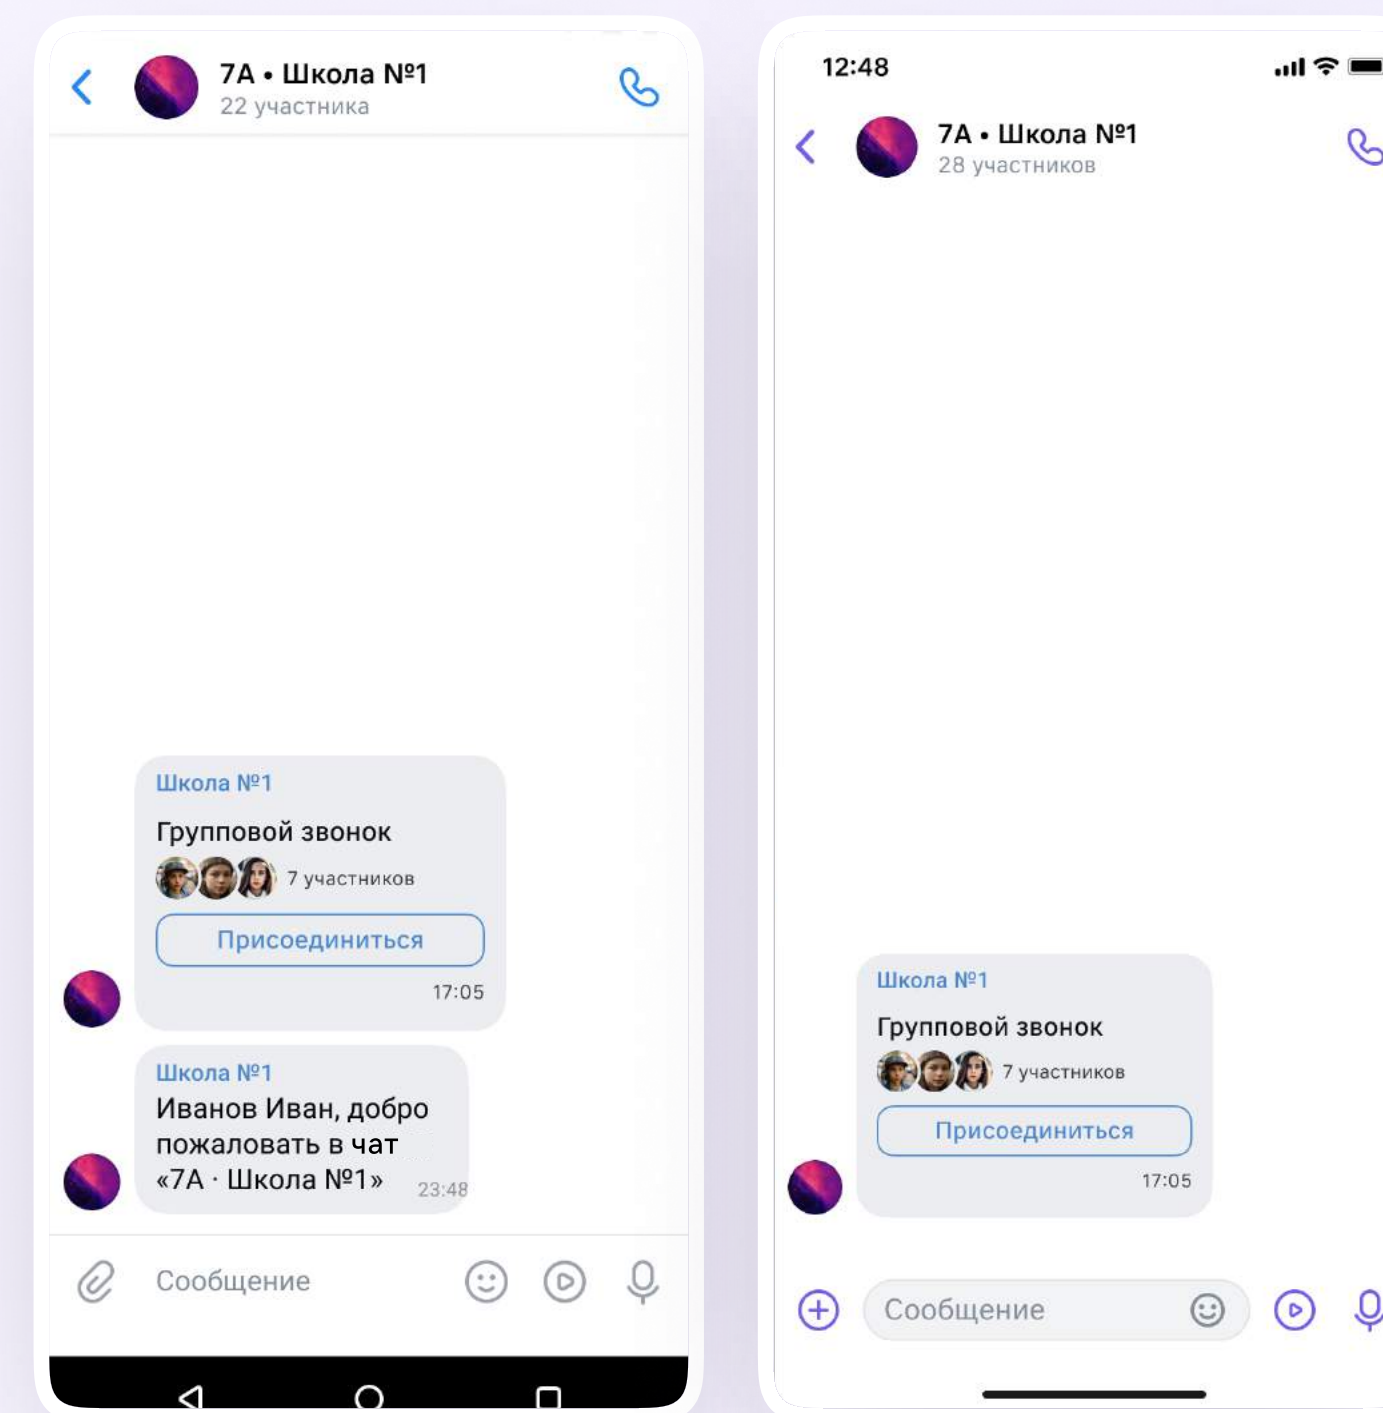 7А • Школа №1
22 участника
Школа №1
Групповой звонок
7 участников
Присоединиться
17:05
Школа №1
Иванов Иван, добро
пожаловать в чат
«7А · Школа №1»
23:48
Сообщение
12:48
7А • Школа №1
28 участников
Школа №1
Групповой звонок
7 участников
Присоединиться
17:05
Сообщение